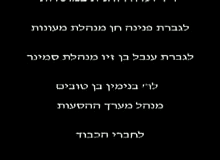 לגברת פנינה חן מנהלת מעונות
לגברת ענבל בן זיו מנהלת סמינר
לר׳ בנימין בן טובים
מנהל מערך ההסעות
לחברי הכבוד